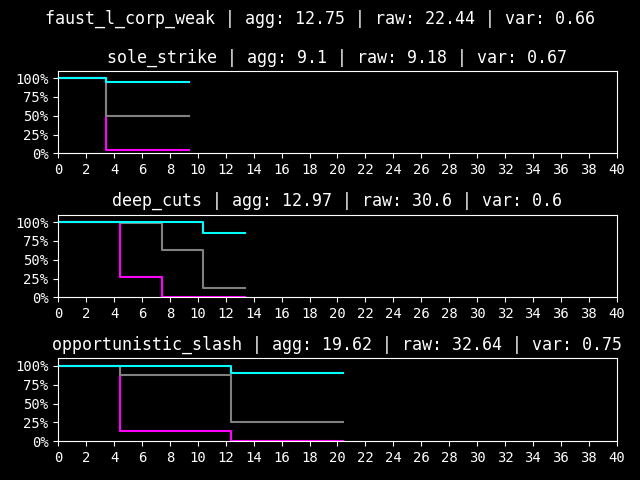 faust_l_corp_weak | agg: 12.75 | raw: 22.44 | var: 0.66
sole_strike | agg: 9.1 | raw: 9.18 | var: 0.67
100%
75%
50%
25%
0%
0 2 4 6 8 10 12 14 16 18 20 22 24 26 28 30 32 34 36 38 40
deep_cuts | agg: 12.97 | raw: 30.6 | var: 0.6
100%
75%
50%
25%
0%
0 2 4 6 8 10 12 14 16 18 20 22 24 26 28 30 32 34 36 38 40
opportunistic_slash | agg: 19.62 | raw: 32.64 | var: 0.75
100%
75%
50%
25%
0%
0 2 4 6 8 10 12 14 16 18 20 22 24 26 28 30 32 34 36 38 40